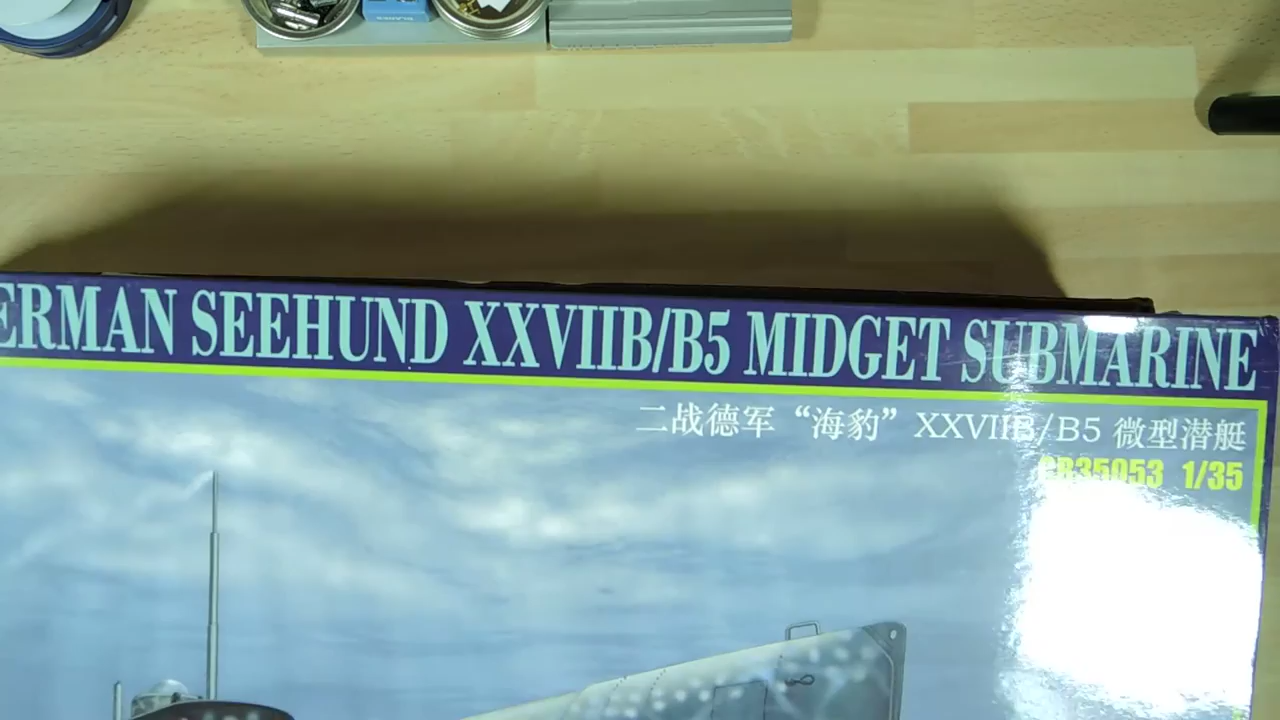 ERMAN SEEHUND XXVIIB/B5 MIDGET SUBMARINE
二战德军“海豹” XXVIIB/B5 微型潜艇
CB35053 1/35